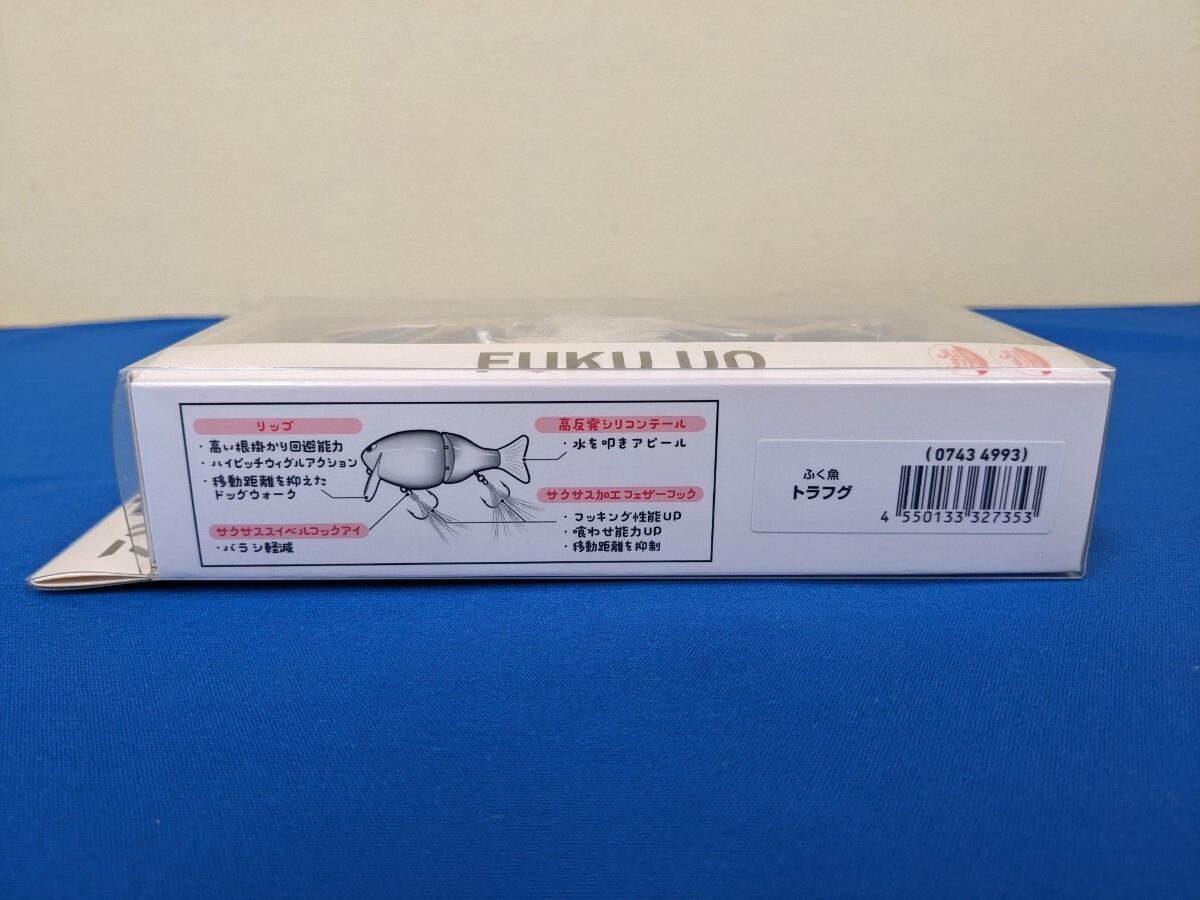 FUKU UO
リップ
・高い根掛かり回避能力
・ハイピッチウィグルアクション
・移動距離を抑えた
ドッグウォーク
サクサススイベルフックアイ
・バラシ軽減
高反発シリコンテール
・水を叩きアピール
サクサス加工フェザーフック
・フッキング性能UP
・喰わせ能力UP
・移動距離を抑制
ふく魚
トラフグ
(0743 4993)
4 550133 327353